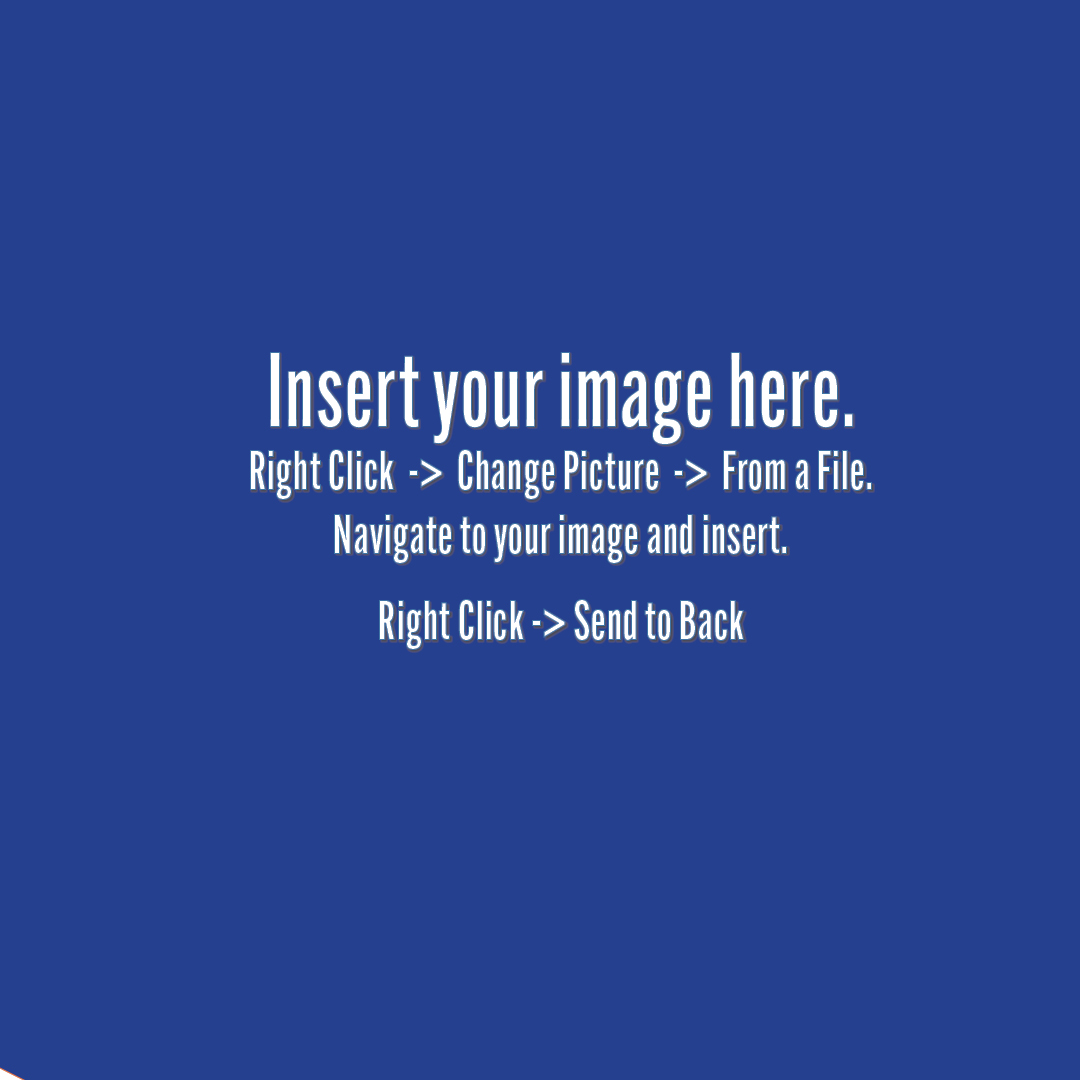 Insert your image here.
Right Click -> Change Picture -> From a File.
Navigate to your image and insert.
Right Click -> Send to Back